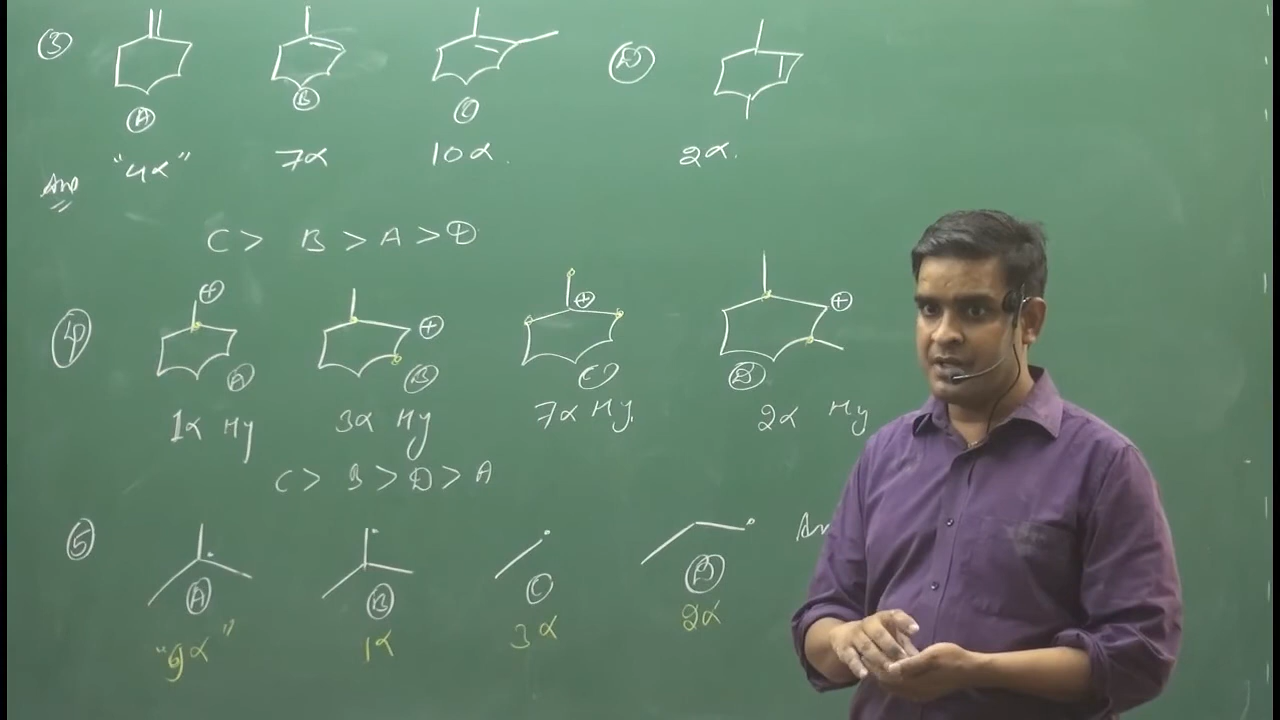 ③ Ⓐ Ⓑ Ⓒ Ⓓ
"4α" 7α 10α. 2α.
Ans
C > B > A > D
④ ⊕ Ⓐ ⊕ Ⓑ ⊕ Ⓒ ⊕ Ⓓ
1α Hy 3α Hy 7α Hy. 2α Hy
C > B > D > A
⑤ Ⓐ Ⓑ Ⓒ Ⓓ
"9α" 1α 3α 2α